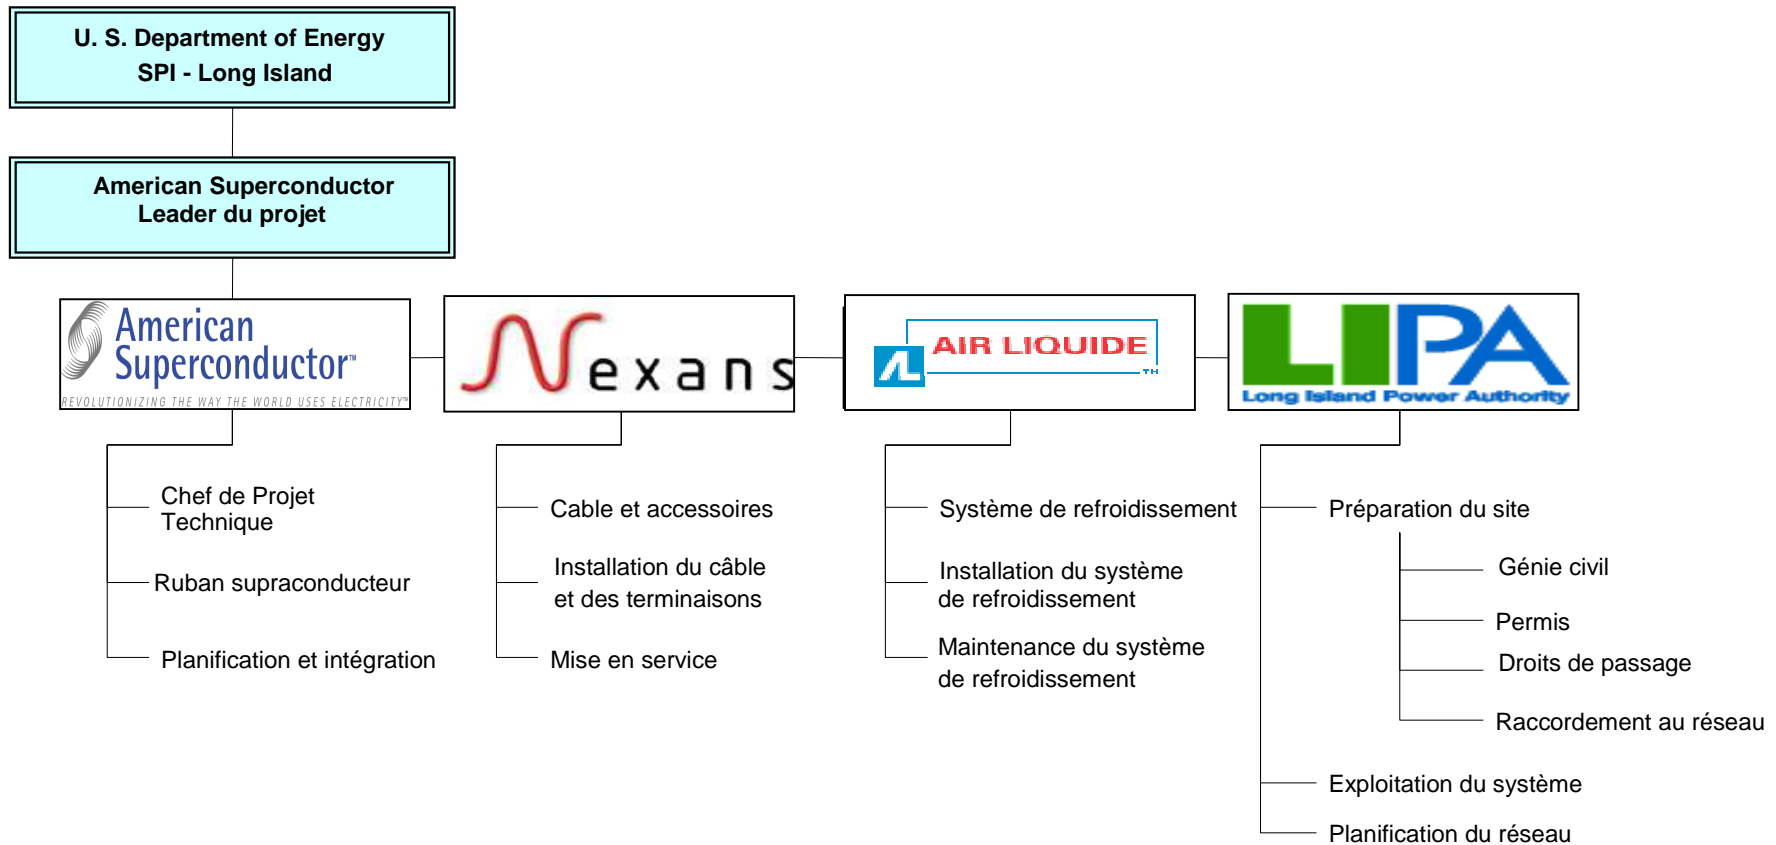 U. S. Department of Energy
SPI - Long Island
American Superconductor
Leader du projet
American
Superconductor™
REVOLUTIONIZING THE WAY THE WORLD USES ELECTRICITY™
Nexans
AIR LIQUIDE
AL
TM
LIPA
Long Island Power Authority
Chef de Projet
Technique
Ruban supraconducteur
Planification et intégration
Cable et accessoires
Installation du câble
et des terminaisons
Mise en service
Système de refroidissement
Installation du système
de refroidissement
Maintenance du système
de refroidissement
Préparation du site
Génie civil
Permis
Droits de passage
Raccordement au réseau
Exploitation du système
Planification du réseau